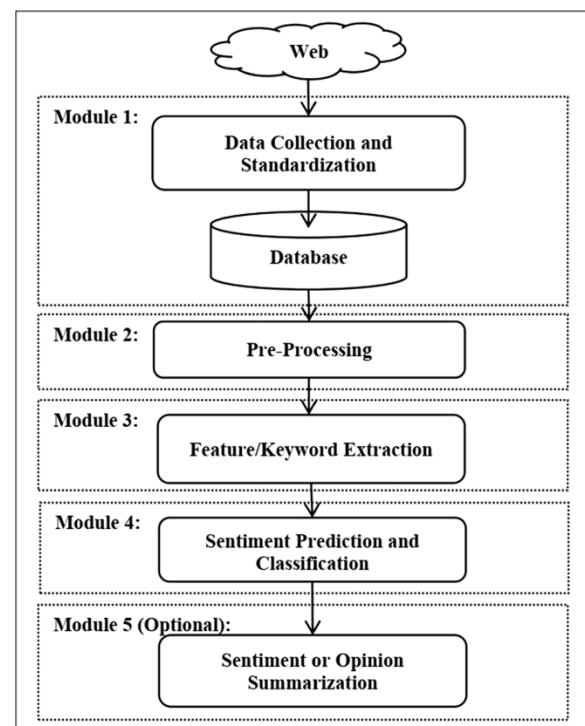 Web
Module 1:
Data Collection and
Standardization
Database
Module 2:
Pre-Processing
Module 3:
Feature/Keyword Extraction
Module 4:
Sentiment Prediction and
Classification
Module 5 (Optional):
Sentiment or Opinion
Summarization